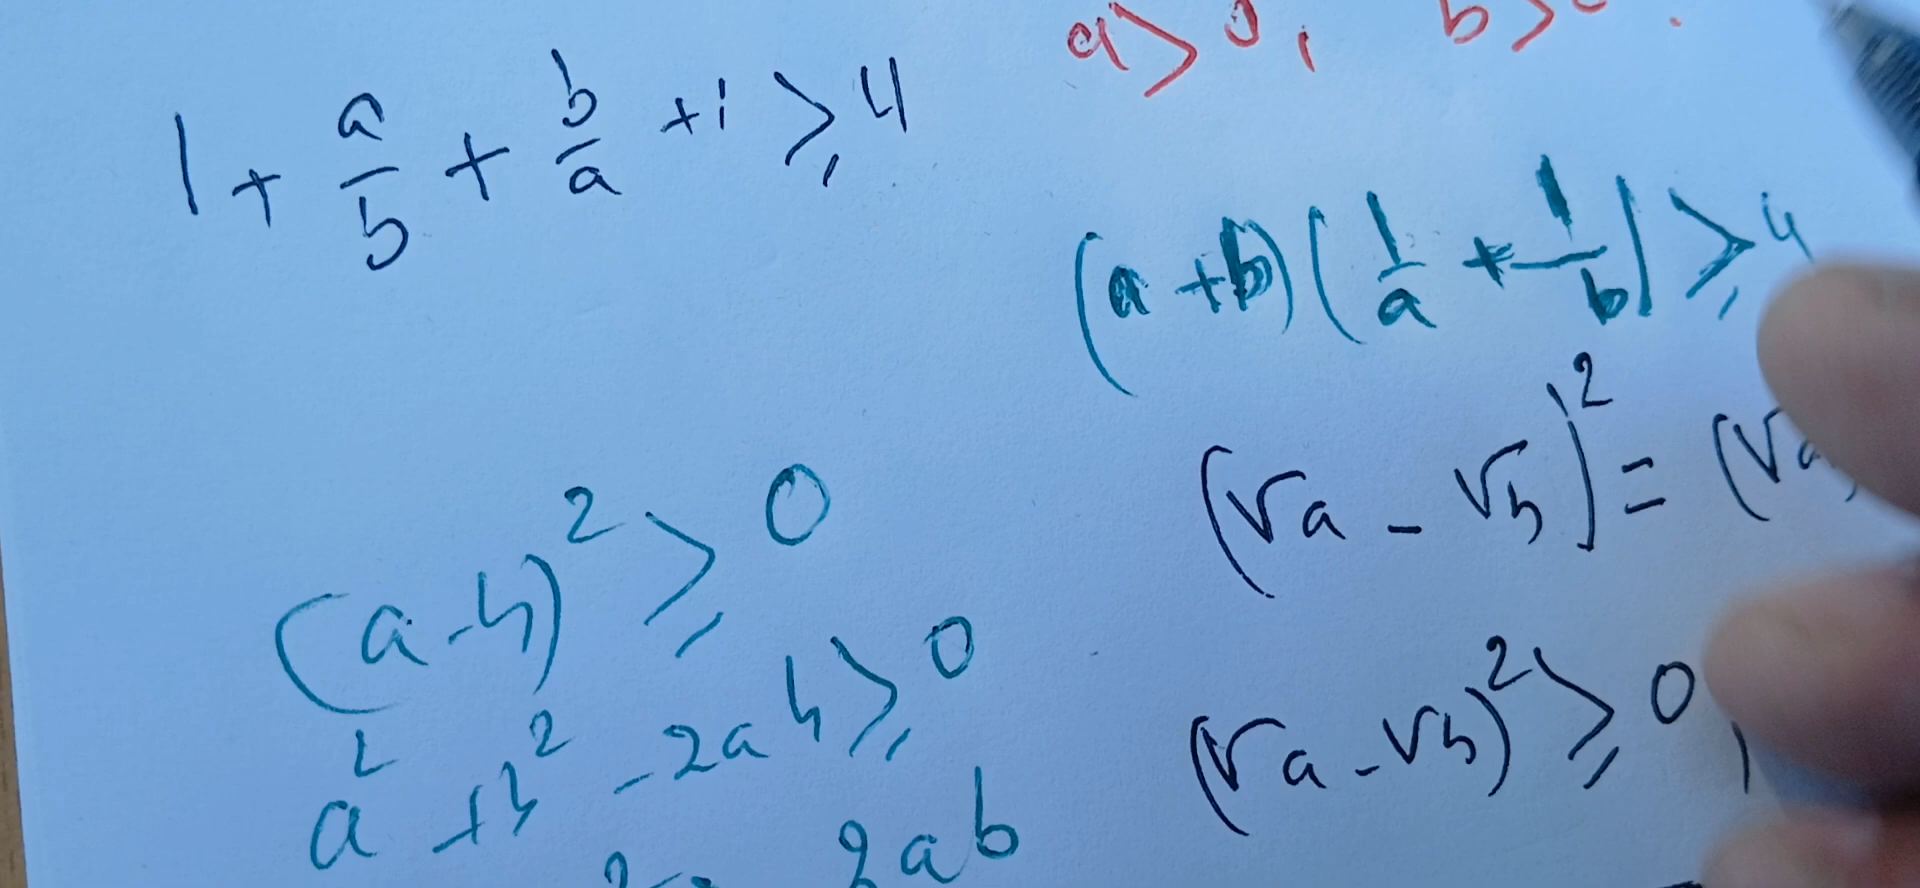 a > 0, b >
1 + a/b + b/a + 1 ≥ 4
(a + b)(1/a + 1/b) ≥ 4
(√a - √b)² = (√a
(a - b)² ≥ 0
(√a - √b)² ≥ 0,
a² + b² - 2ab ≥ 0
2ab